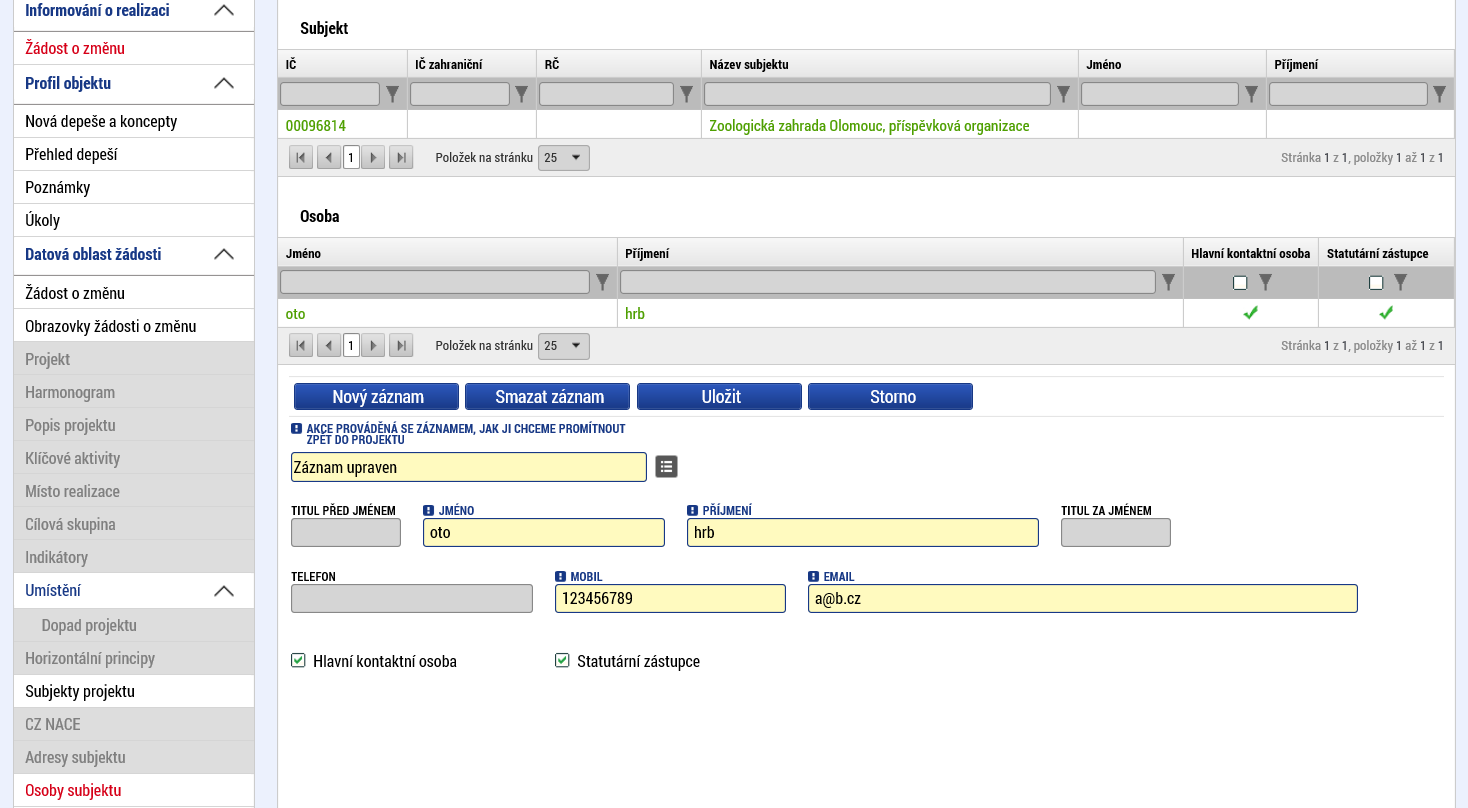 Informování o realizaci
Žádost o změnu
Profil objektu
Nová depeše a koncepty
Přehled depeší
Poznámky
Úkoly
Datová oblast žádosti
Žádost o změnu
Obrazovky žádosti o změnu
Projekt
Harmonogram
Popis projektu
Klíčové aktivity
Místo realizace
Cílová skupina
Indikátory
Umístění
Dopad projektu
Horizontální principy
Subjekty projektu
CZ NACE
Adresy subjektu
Osoby subjektu
Subjekt
IČ IČ zahraniční RČ Název subjektu Jméno Příjmení
00096814 Zoologická zahrada Olomouc, příspěvková organizace
1 Položek na stránku 25 Stránka 1 z 1, položky 1 až 1 z 1
Osoba
Jméno Příjmení Hlavní kontaktní osoba Statutární zástupce
oto hrb
1 Položek na stránku 25 Stránka 1 z 1, položky 1 až 1 z 1
Nový záznam Smazat záznam Uložit Storno
AKCE PROVÁDĚNÁ SE ZÁZNAMEM, JAK JI CHCEME PROMÍTNOUT
ZPĚT DO PROJEKTU
Záznam upraven
TITUL PŘED JMÉNEM JMÉNO PŘÍJMENÍ TITUL ZA JMÉNEM
oto hrb
TELEFON MOBIL EMAIL
123456789 a@b.cz
Hlavní kontaktní osoba Statutární zástupce